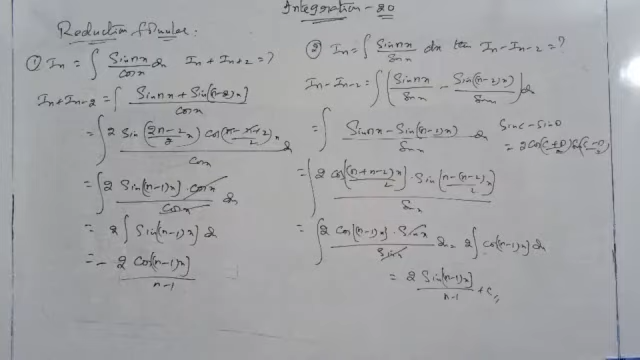 Integration - 20
Reduction formulas:
① In = ∫ Sin nx / cos x dx   In + In+2 = ?
In + In-2 = ∫ Sin nx + Sin(n-2)x] / cos x
= ∫ 2 Sin (2n-2/2)x cos(n-n+2/2)x / cos x dx
= ∫ 2 Sin(n-1)x] · cos x / cos x dx
= 2∫ Sin(n-1)x] dx
= - 2 cos[(n-1)x] / n-1
② In = ∫ Sin nx / Sin x dx then In - In-2 = ?
In - In-2 = ∫ (Sin nx / Sin x - Sin(n-2)x) / Sin x) dx
= ∫ Sin nx - Sin(n-1)x) / Sin x dx
Sin C - Sin D
= 2 cos(C+D/2) Sin(C-D/2)
= ∫ 2 cos((n+n-2)x/2) · Sin(n-(n-2)x/2) / Sin x
= ∫ 2 cos(n-1)x] · Sin x / Sin x dx = 2∫ cos(n-1)x] dx
= 2 Sin(n-1)x] / n-1 + c,,